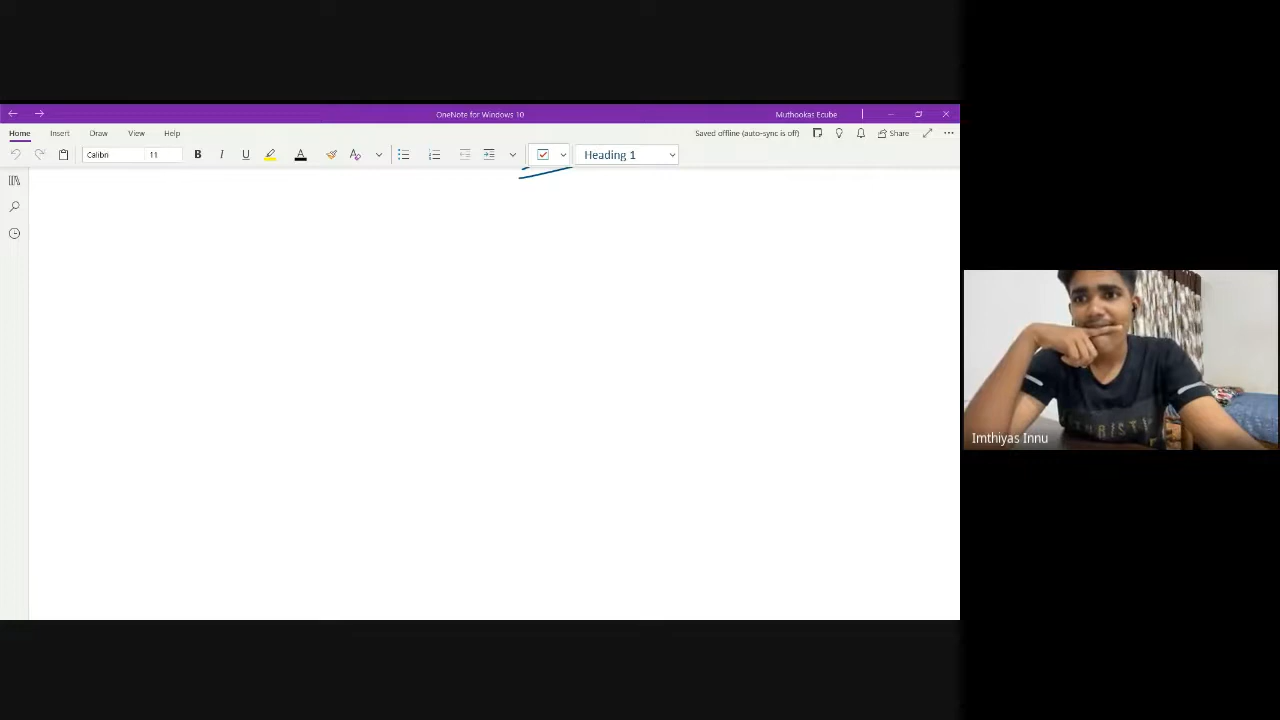 OneNote for Windows 10
Muthookas Ecube
Home Insert Draw View Help
Saved offline (auto-sync is off)
Share
Calibri 11 B I U A A Heading 1
Imthiyas Innu